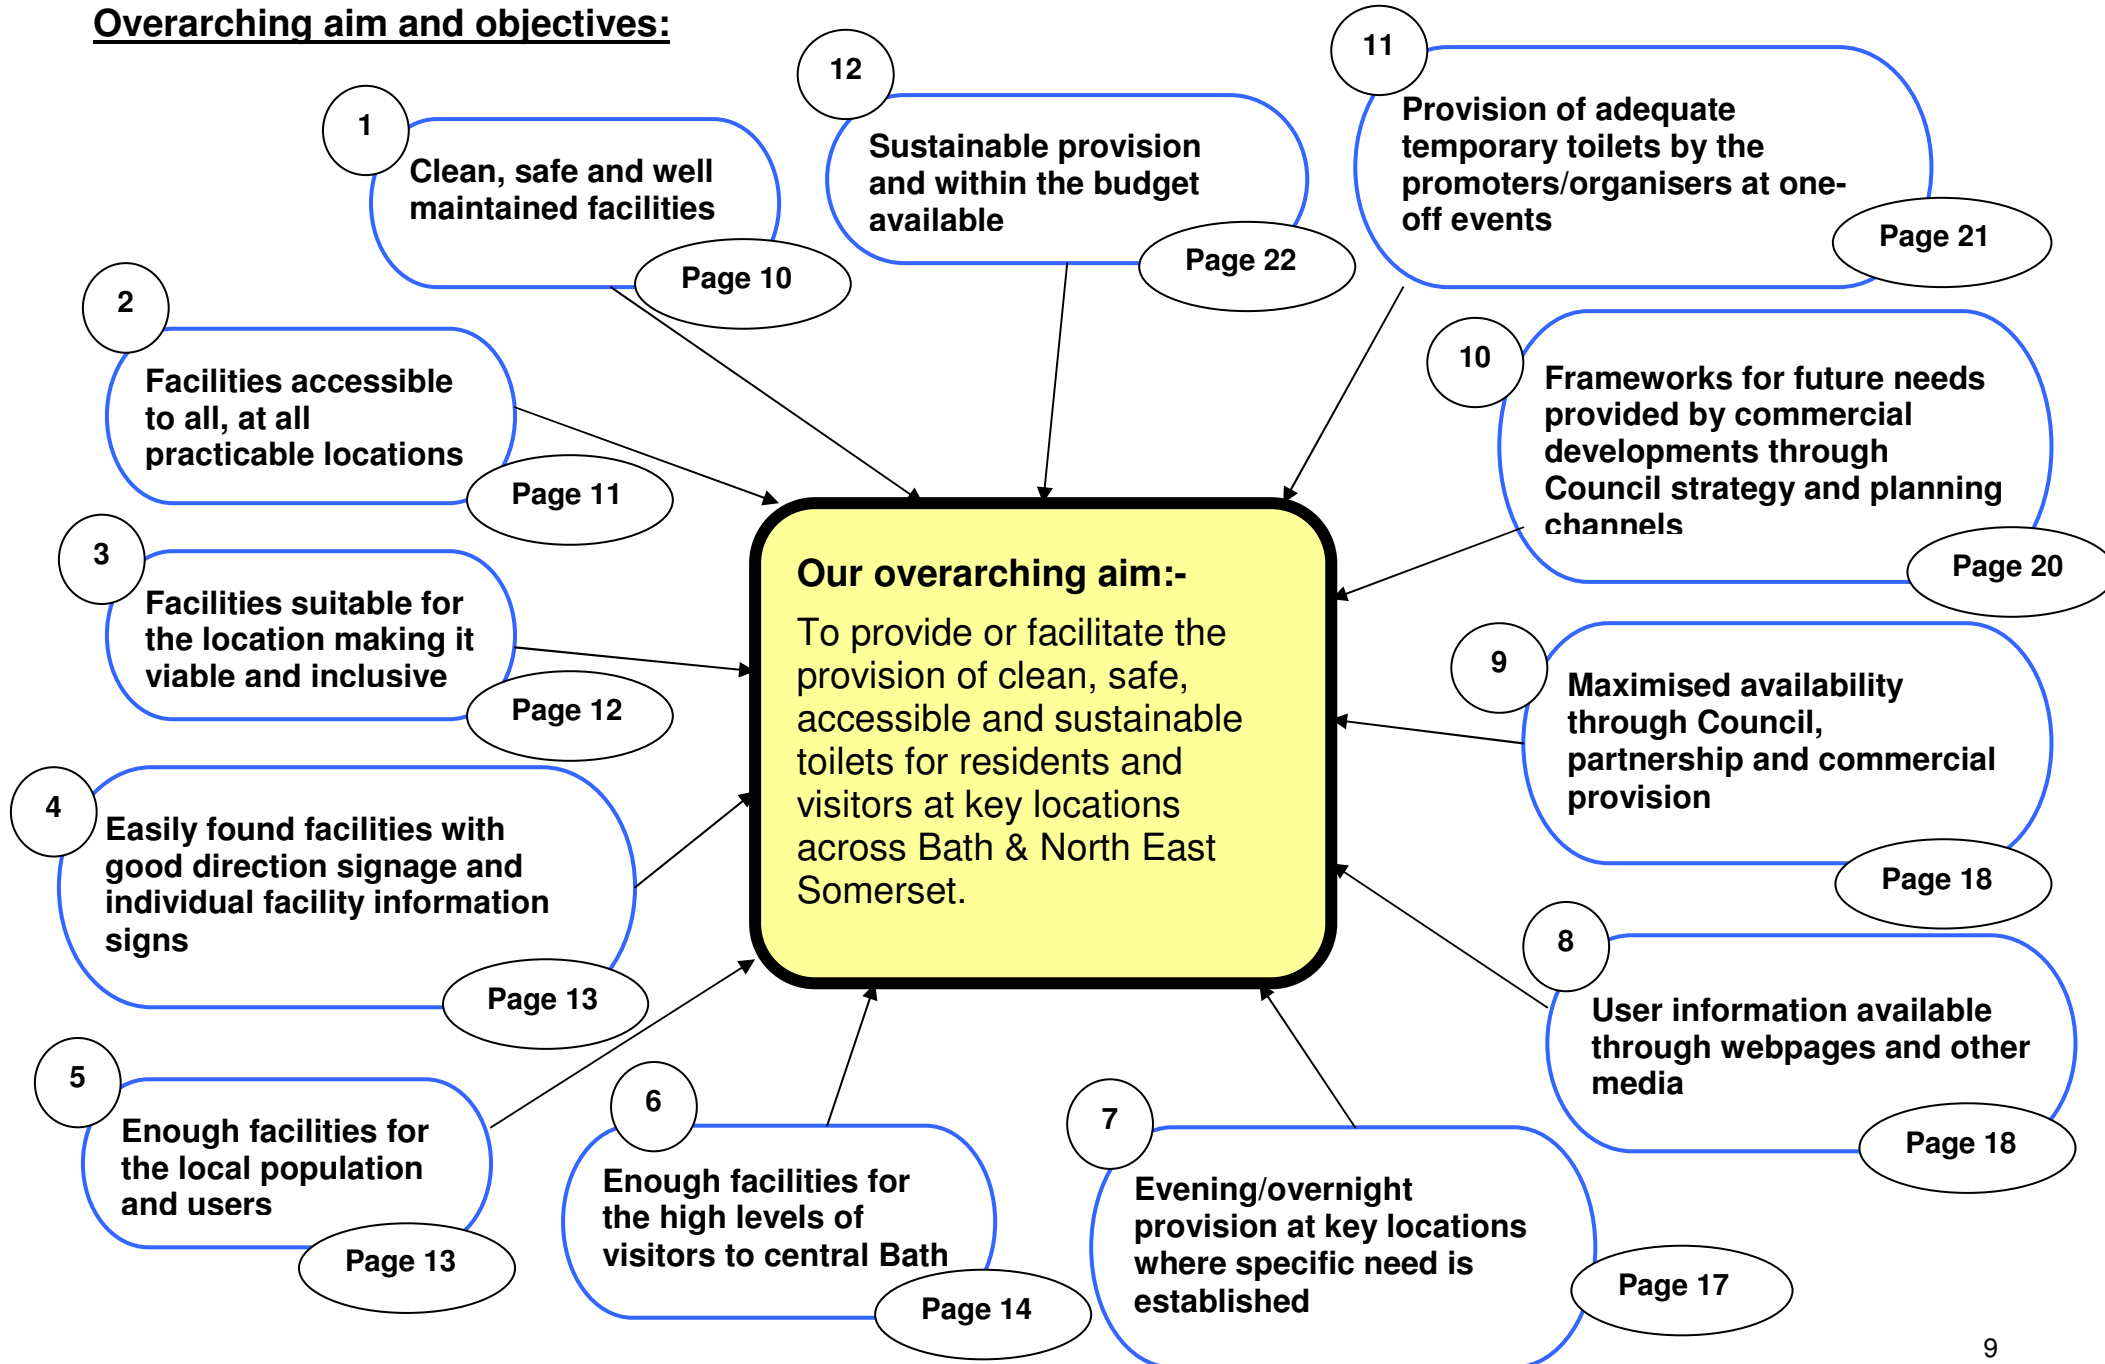 Overarching aim and objectives:
1
Clean, safe and well
maintained facilities
Page 10
2
Facilities accessible
to all, at all
practicable locations
Page 11
3
Facilities suitable for
the location making it
viable and inclusive
Page 12
4
Easily found facilities with
good direction signage and
individual facility information
signs
Page 13
5
Enough facilities for
the local population
and users
Page 13
6
Enough facilities for
the high levels of
visitors to central Bath
Page 14
7
Evening/overnight
provision at key locations
where specific need is
established
Page 17
8
User information available
through webpages and other
media
Page 18
9
Maximised availability
through Council,
partnership and commercial
provision
Page 18
10
Frameworks for future needs
provided by commercial
developments through
Council strategy and planning
channels
Page 20
11
Provision of adequate
temporary toilets by the
promoters/organisers at one-
off events
Page 21
12
Sustainable provision
and within the budget
available
Page 22
Our overarching aim:-
To provide or facilitate the
provision of clean, safe,
accessible and sustainable
toilets for residents and
visitors at key locations
across Bath & North East
Somerset.
9